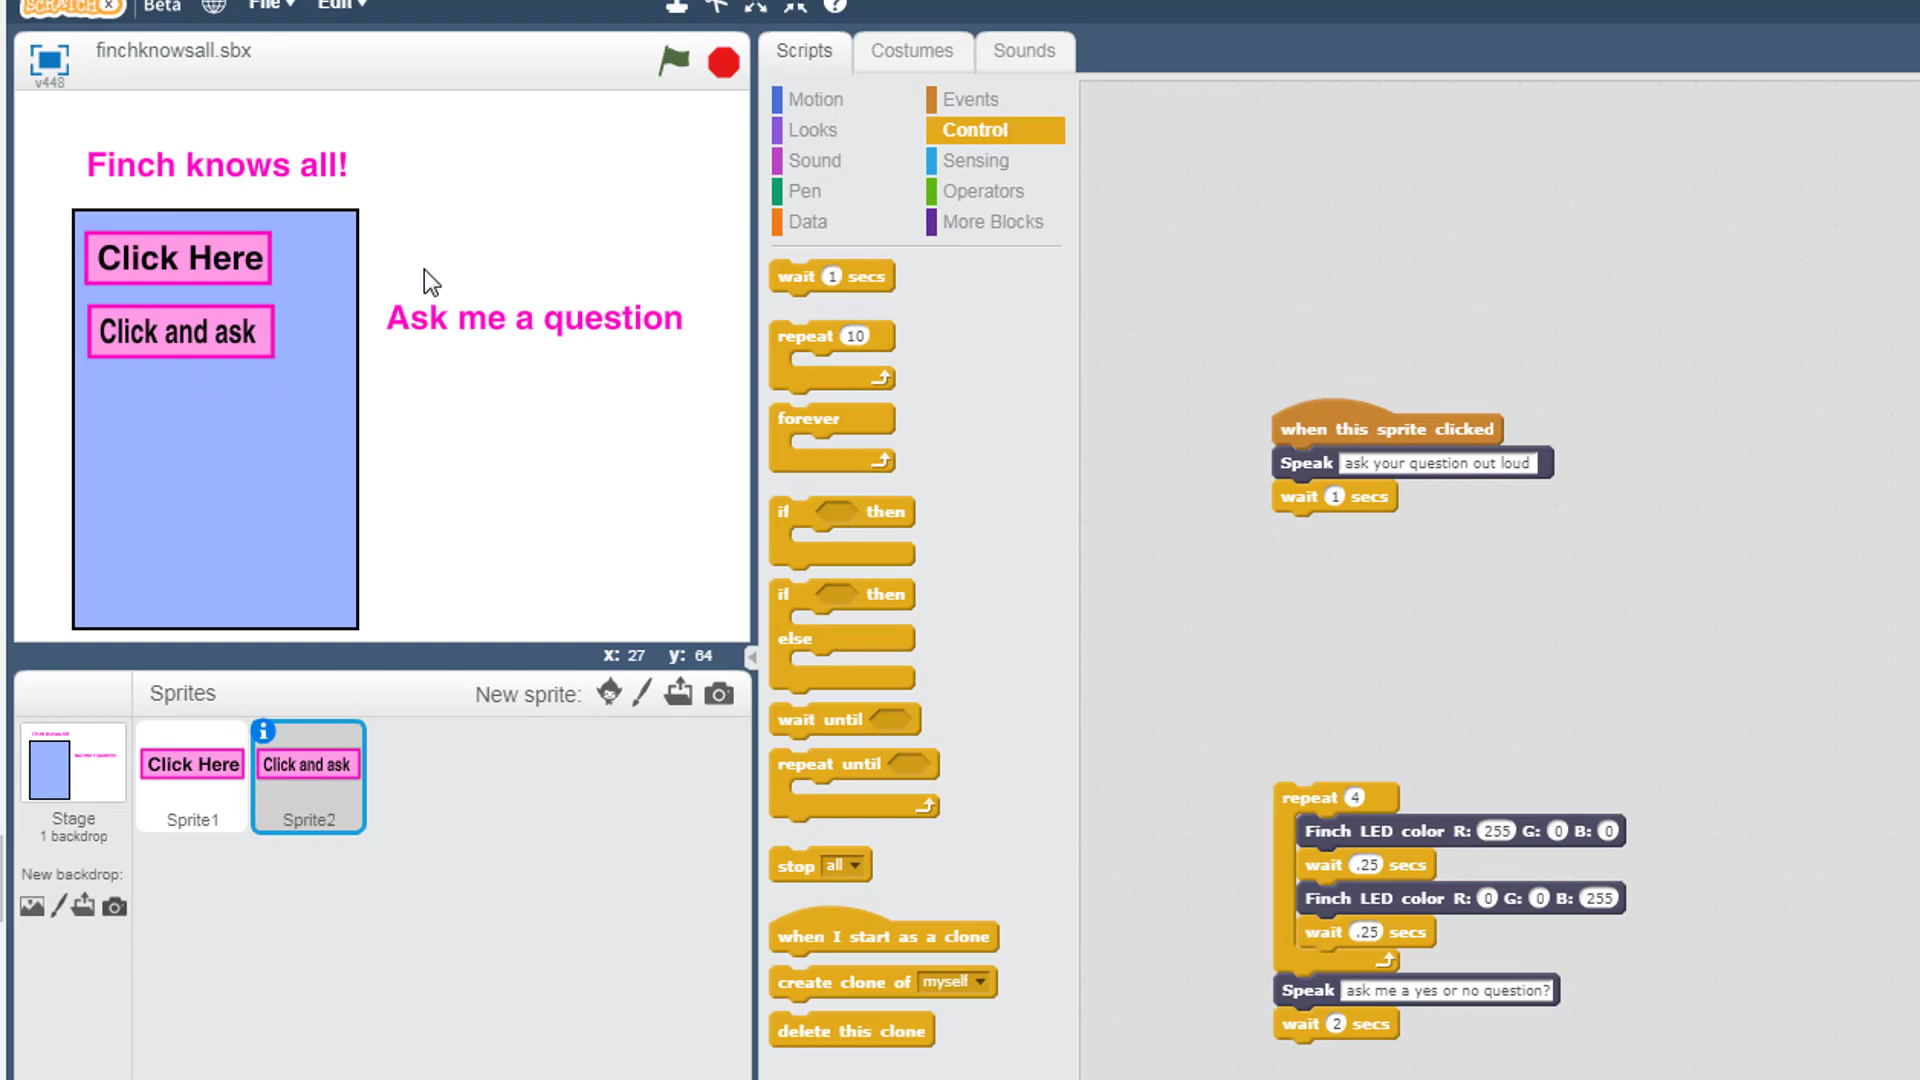 SCRATCH X Beta File Edit
finchknowsall.sbx
v448
Finch knows all!
Click Here
Click and ask
Ask me a question
x: 27 y: 64
Sprites New sprite:
Click Here
Click and ask
Sprite1 Sprite2
Stage
1 backdrop
New backdrop:
Scripts Costumes Sounds
Motion Events
Looks Control
Sound Sensing
Pen Operators
Data More Blocks
wait 1 secs
repeat 10
forever
if then
if then
else
wait until
repeat until
stop all
when I start as a clone
create clone of myself
delete this clone
when this sprite clicked
Speak ask your question out loud
wait 1 secs
repeat 4
Finch LED color R: 255 G: 0 B: 0
wait .25 secs
Finch LED color R: 0 G: 0 B: 255
wait .25 secs
Speak ask me a yes or no question?
wait 2 secs